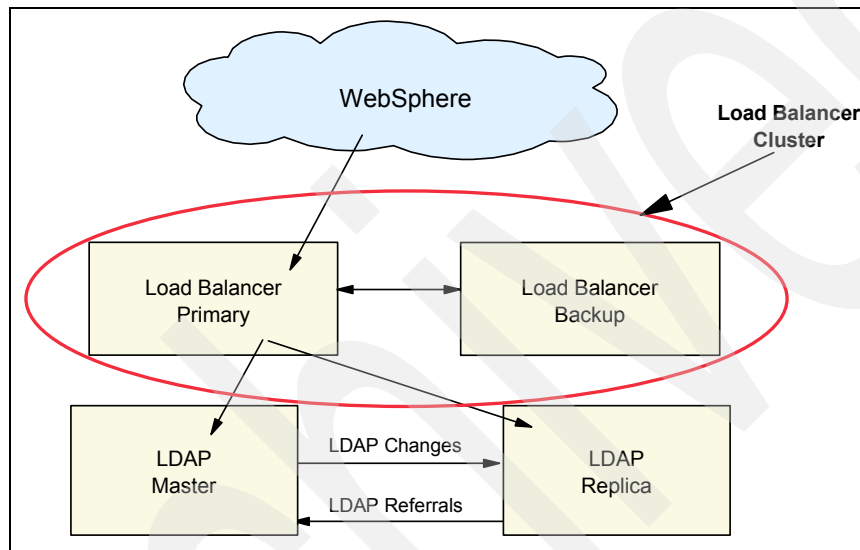 WebSphere
Load Balancer
Cluster
Load Balancer
Primary
Load Balancer
Backup
LDAP
Master
LDAP Changes
LDAP Referrals
LDAP
Replica